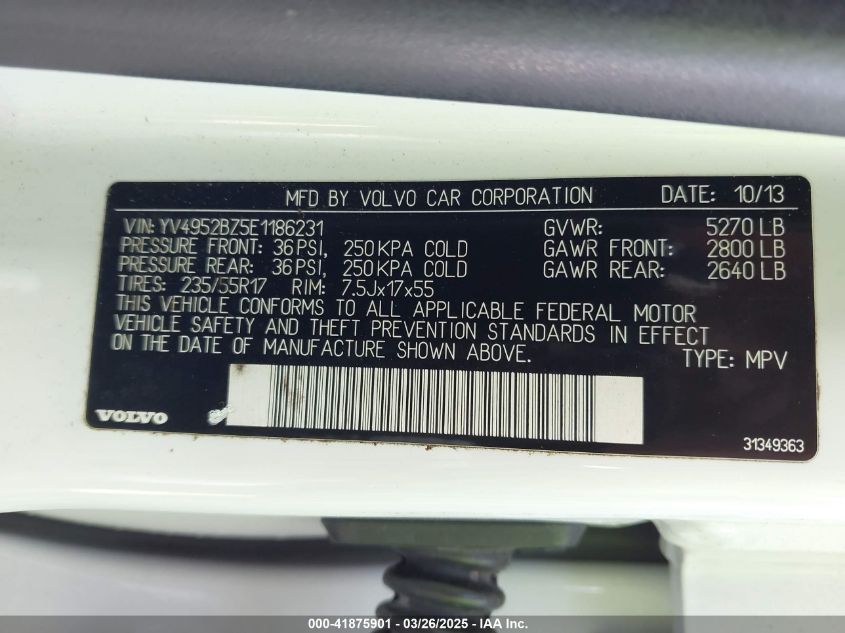 MFD BY VOLVO CAR CORPORATION DATE: 10/13
VIN: YV4952BZ5E1186231 GVWR: 5270 LB
PRESSURE FRONT: 36 PSI, 250 KPA COLD GAWR FRONT: 2800 LB
PRESSURE REAR: 36 PSI, 250 KPA COLD GAWR REAR: 2640 LB
TIRES: 235/55R17 RIM: 7.5Jx17x55
THIS VEHICLE CONFORMS TO ALL APPLICABLE FEDERAL MOTOR
VEHICLE SAFETY AND THEFT PREVENTION STANDARDS IN EFFECT
ON THE DATE OF MANUFACTURE SHOWN ABOVE.
TYPE: MPV
VOLVO
31349363
000-41875901 - 03/26/2025 - IAA Inc.